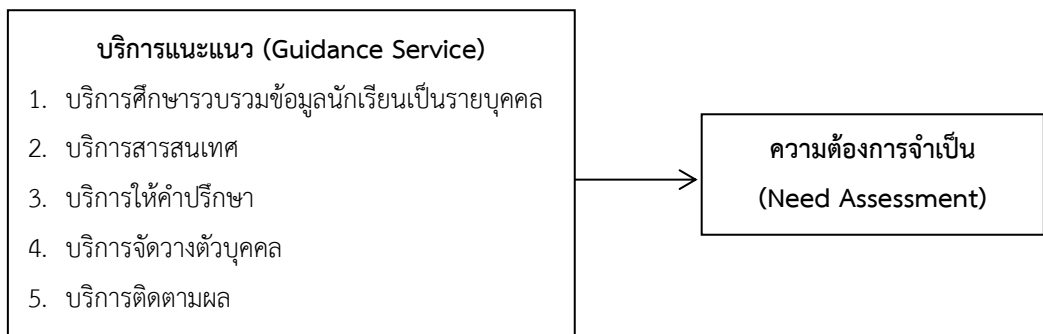 บริการแนะแนว (Guidance Service)
1. บริการศึกษารวบรวมข้อมูลนักเรียนเป็นรายบุคคล
2. บริการสารสนเทศ
3. บริการให้คำปรึกษา
4. บริการจัดวางตัวบุคคล
5. บริการติดตามผล
ความต้องการจำเป็น
(Need Assessment)